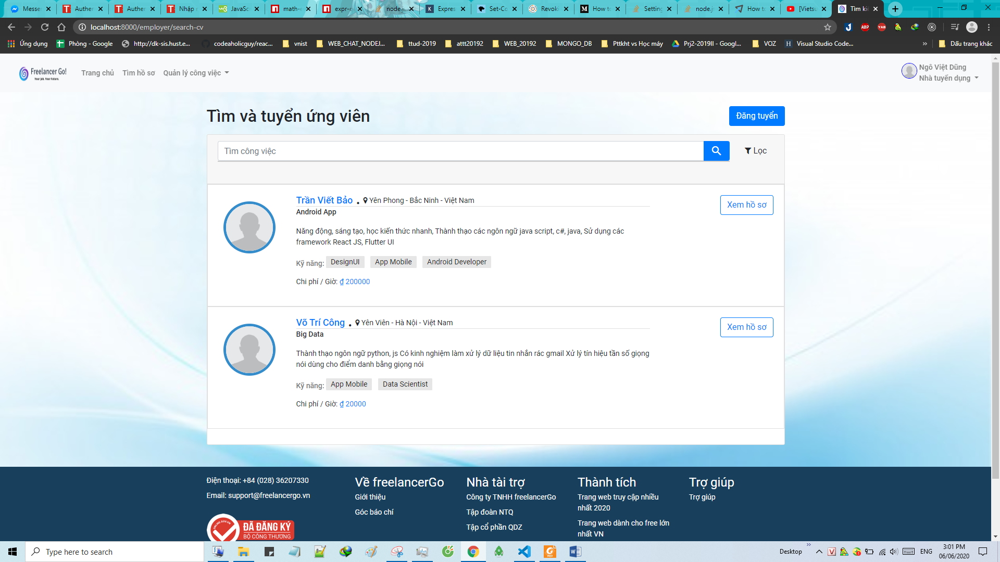 Messe
Auther
Auther
Nhập r
JavaSc
math-e
expr-e
node.j
Expres
Set-Co
Revoki
How to
Setting
node.j
How to
[Vietsu
Tìm ki
localhost:8000/employer/search-cv
Ứng dụng
Phòng - Google
http://dk-sis.hust.e...
codeaholicguy/reac...
vnist
WEB_CHAT_NODEJ...
ttud-2019
attt20192
WEB_20192
MONGO_DB
Pttkht vs Học máy
Prj2-2019II - Googl...
VOZ
Visual Studio Code...
»
Dấu trang khác
Freelancer Go!
Your job. Your Future.
Trang chủ
Tìm hồ sơ
Quản lý công việc
Ngô Việt Dũng
Nhà tuyển dụng
Tìm và tuyển ứng viên
Đăng tuyển
Tìm công việc
Lọc
Trần Viết Bảo . Yên Phong - Bắc Ninh - Việt Nam
Xem hồ sơ
Android App
Năng động, sáng tạo, học kiến thức nhanh, Thành thạo các ngôn ngữ java script, c#, java, Sử dụng các
framework React JS, Flutter UI
Kỹ năng: DesignUI App Mobile Android Developer
Chi phí / Giờ: ₫ 200000
Võ Trí Công . Yên Viên - Hà Nội - Việt Nam
Xem hồ sơ
Big Data
Thành thạo ngôn ngữ python, js Có kinh nghiệm làm xử lý dữ liệu tin nhắn rác gmail Xử lý tín hiệu tần số giọng
nói dùng cho điểm danh bằng giọng nói
Kỹ năng: App Mobile Data Scientist
Chi phí / Giờ: ₫ 20000
Điện thoại: +84 (028) 36207330
Email: support@freelancergo.vn
ONLINE.GOV.VN
ĐÃ ĐĂNG KÝ
BỘ CÔNG THƯƠNG
Về freelancerGo
Giới thiệu
Góc báo chí
Nhà tài trợ
Công ty TNHH freelancerGo
Tập đoàn NTQ
Tập cổ phần QDZ
Thành tích
Trang web truy cập nhiều
nhất 2020
Trang web dành cho free lớn
nhất VN
Trợ giúp
Trợ giúp
Type here to search
Desktop
»
ENG
3:01 PM
06/06/2020